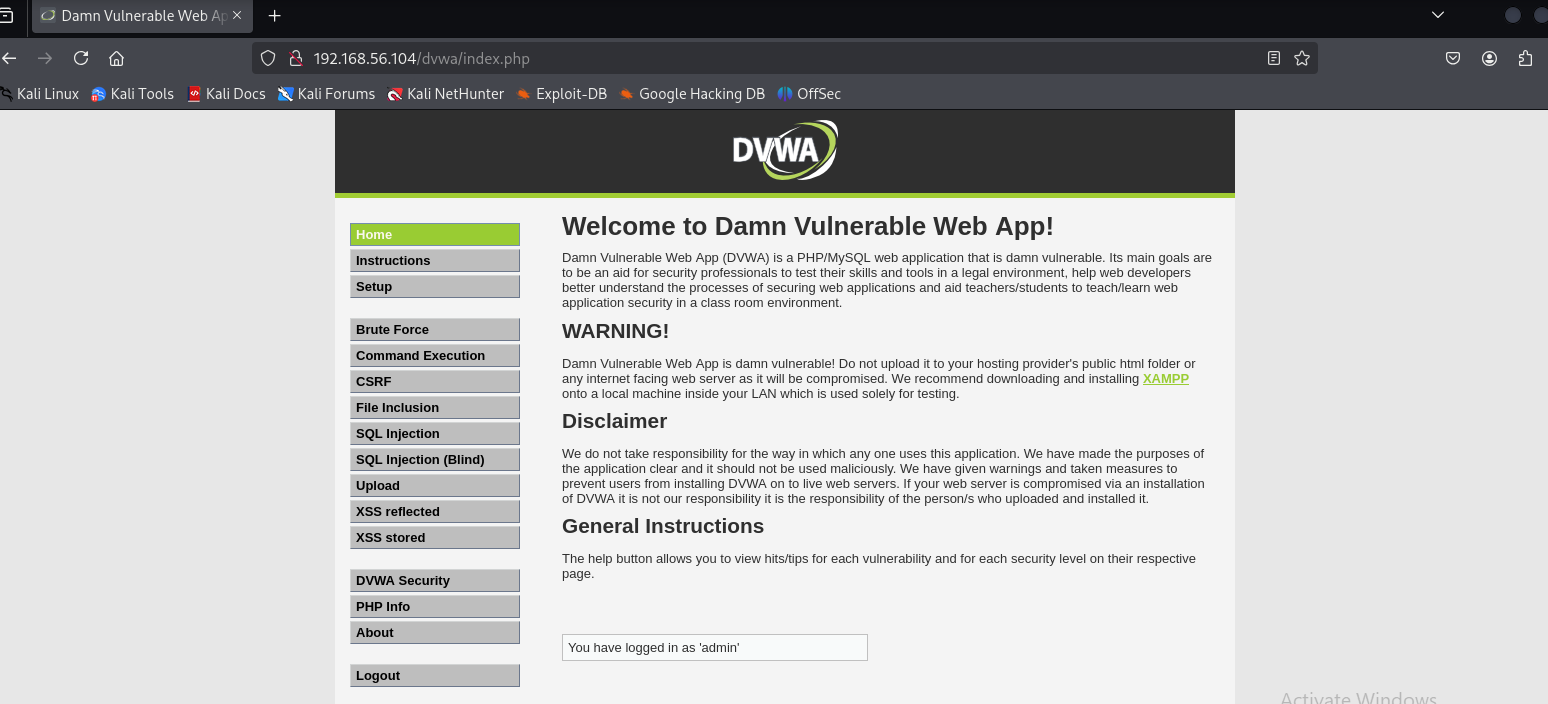 Damn Vulnerable Web Ap
192.168.56.104/dvwa/index.php
Kali Linux Kali Tools Kali Docs Kali Forums Kali NetHunter Exploit-DB Google Hacking DB OffSec
DVWA
Home
Instructions
Setup
Brute Force
Command Execution
CSRF
File Inclusion
SQL Injection
SQL Injection (Blind)
Upload
XSS reflected
XSS stored
DVWA Security
PHP Info
About
Logout
Welcome to Damn Vulnerable Web App!
Damn Vulnerable Web App (DVWA) is a PHP/MySQL web application that is damn vulnerable. Its main goals are
to be an aid for security professionals to test their skills and tools in a legal environment, help web developers
better understand the processes of securing web applications and aid teachers/students to teach/learn web
application security in a class room environment.
WARNING!
Damn Vulnerable Web App is damn vulnerable! Do not upload it to your hosting provider's public html folder or
any internet facing web server as it will be compromised. We recommend downloading and installing XAMPP
onto a local machine inside your LAN which is used solely for testing.
Disclaimer
We do not take responsibility for the way in which any one uses this application. We have made the purposes of
the application clear and it should not be used maliciously. We have given warnings and taken measures to
prevent users from installing DVWA on to live web servers. If your web server is compromised via an installation
of DVWA it is not our responsibility it is the responsibility of the person/s who uploaded and installed it.
General Instructions
The help button allows you to view hits/tips for each vulnerability and for each security level on their respective
page.
You have logged in as 'admin'
Activate Windows